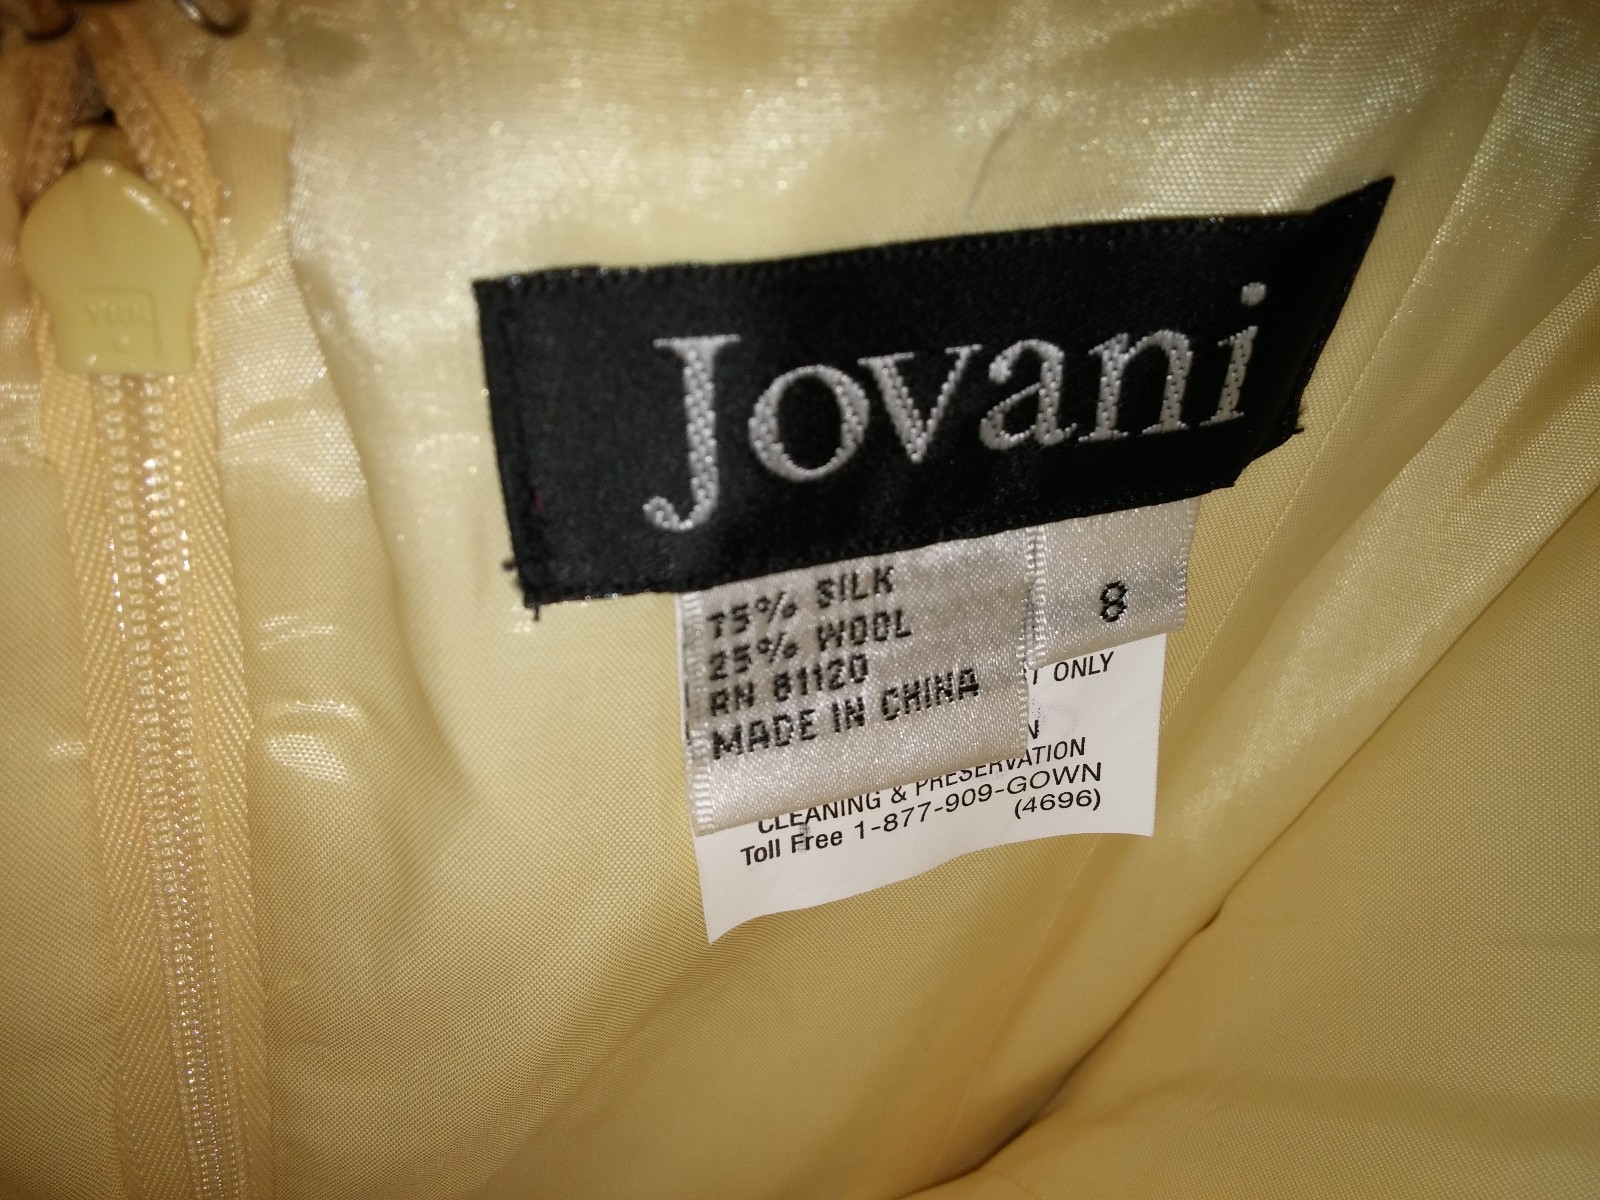 Jovani
75% SILK
25% WOOL
RN 81120
MADE IN CHINA
8
ONLY
CLEANING & PRESERVATION
Toll Free 1-877-909-GOWN
(4696)